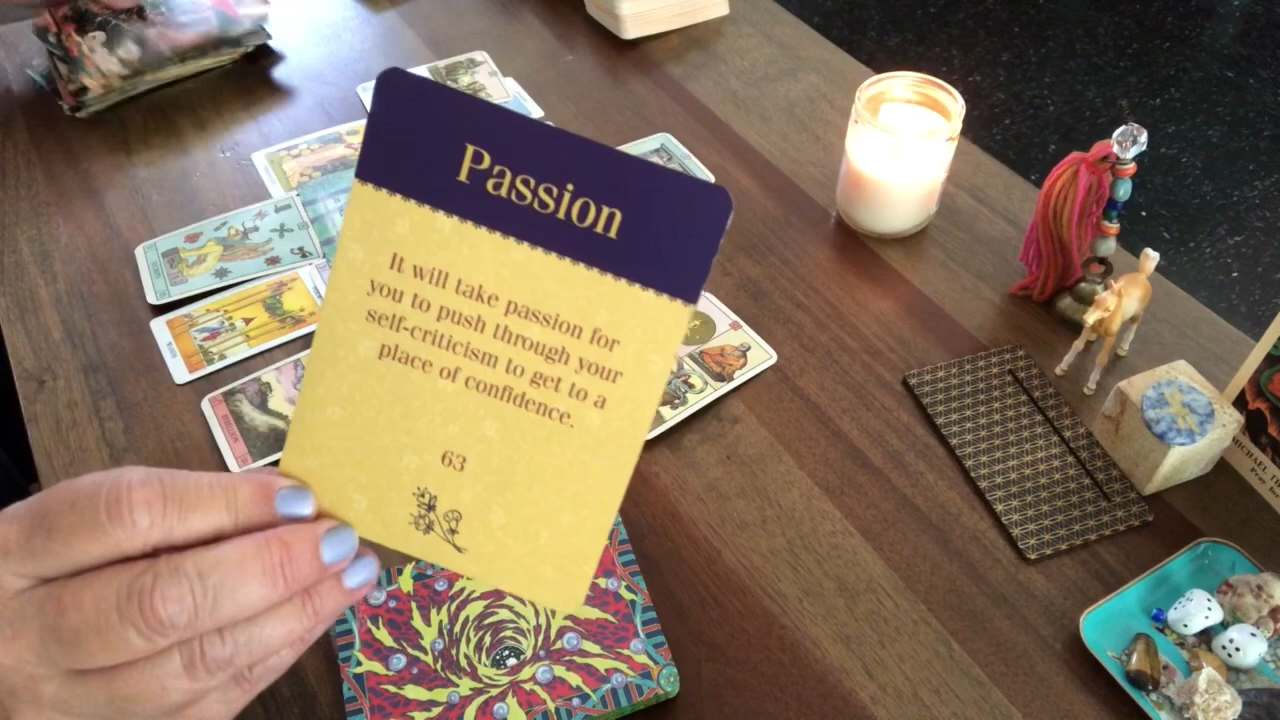 Passion
It will take passion for
you to push through your
self-criticism to get to a
place of confidence.
63
MICHAEL